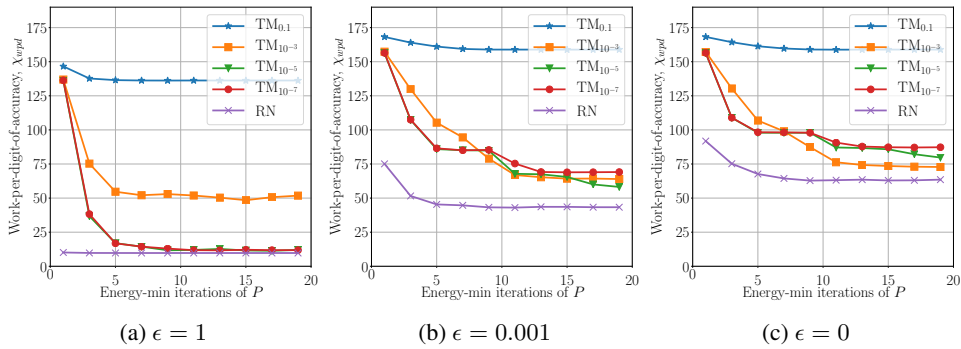 Work-per-digit-of-accuracy, χwpd
175
150
125
100
75
50
25
0
0 5 10 15 20
Energy-min iterations of P
TM0.1
TM10−3
TM10−5
TM10−7
RN
(a) ϵ = 1
Work-per-digit-of-accuracy, χwpd
175
150
125
100
75
50
25
0
0 5 10 15 20
Energy-min iterations of P
TM0.1
TM10−3
TM10−5
TM10−7
RN
(b) ϵ = 0.001
Work-per-digit-of-accuracy, χwpd
175
150
125
100
75
50
25
0
0 5 10 15 20
Energy-min iterations of P
TM0.1
TM10−3
TM10−5
TM10−7
RN
(c) ϵ = 0